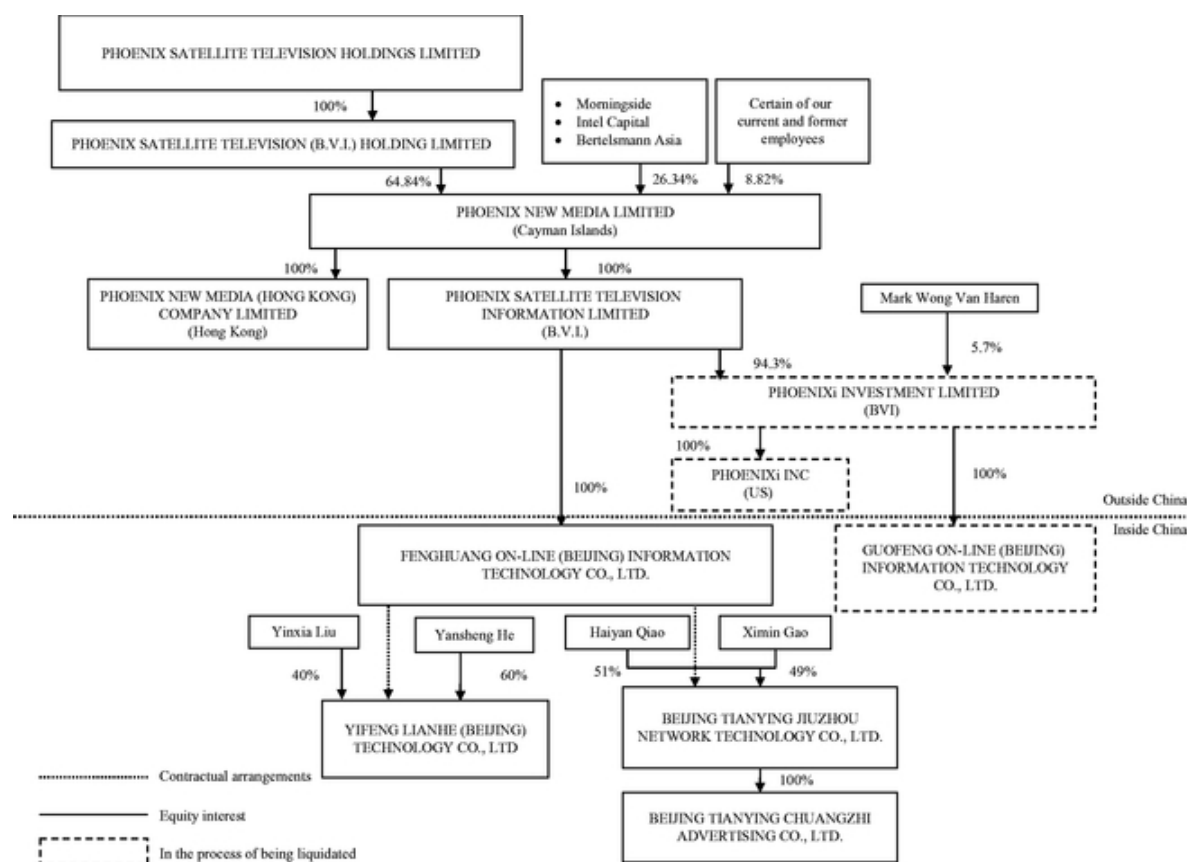 PHOENIX SATELLITE TELEVISION HOLDINGS LIMITED
100%
PHOENIX SATELLITE TELEVISION (B.V.I.) HOLDING LIMITED
• Morningside
• Intel Capital
• Bertelsmann Asia
Certain of our
current and former
employees
64.84%
26.34%
8.82%
PHOENIX NEW MEDIA LIMITED
(Cayman Islands)
100%
100%
PHOENIX NEW MEDIA (HONG KONG)
COMPANY LIMITED
(Hong Kong)
PHOENIX SATELLITE TELEVISION
INFORMATION LIMITED
(B.V.I.)
Mark Wong Van Haren
5.7%
94.3%
PHOENIXi INVESTMENT LIMITED
(BVI)
100%
PHOENIXi INC
(US)
100%
100%
Outside China
Inside China
FENGHUANG ON-LINE (BEIJING) INFORMATION
TECHNOLOGY CO., LTD.
GUOFENG ON-LINE (BEIJING)
INFORMATION TECHNOLOGY
CO., LTD.
Yinxia Liu
Yansheng He
Haiyan Qiao
Ximin Gao
40%
60%
51%
49%
YIFENG LIANHE (BEIJING)
TECHNOLOGY CO., LTD
BEIJING TIANYING JIUZHOU
NETWORK TECHNOLOGY CO., LTD.
100%
BEIJING TIANYING CHUANGZHI
ADVERTISING CO., LTD.
Contractual arrangements
Equity interest
In the process of being liquidated